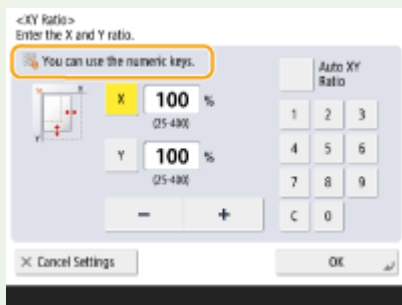 <XY Ratio>
Enter the X and Y ratio.
You can use the numeric keys.
Auto XY
Ratio
X 100 %
(25-400)
Y 100 %
(25-400)
- +
1 2 3
4 5 6
7 8 9
C 0
× Cancel Settings
OK